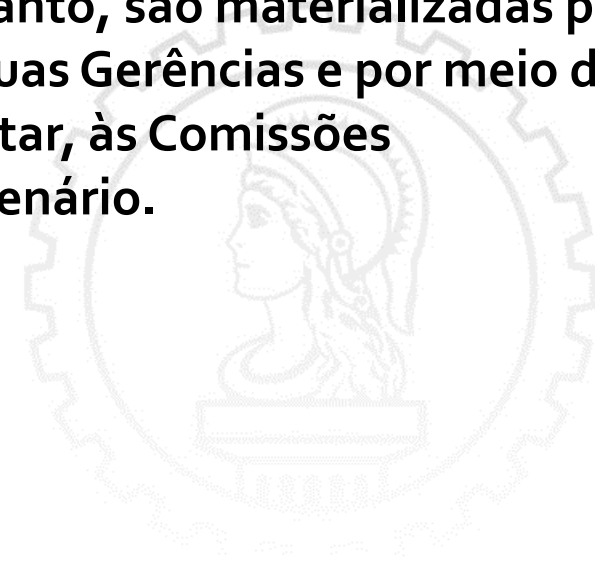 anto, são materializadas p
uas Gerências e por meio d
tar, às Comissões
enário.